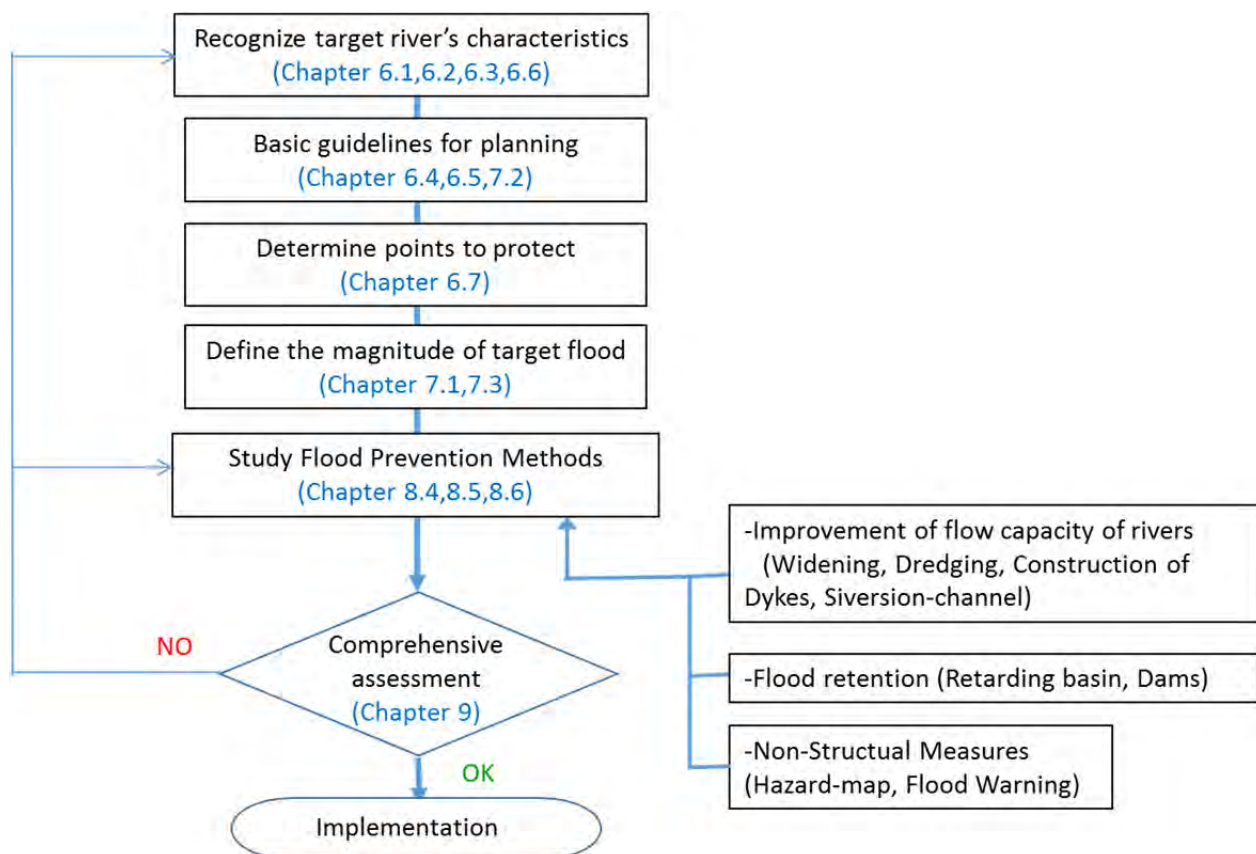 Recognize target river's characteristics
(Chapter 6.1,6.2,6.3,6.6)
Basic guidelines for planning
(Chapter 6.4,6.5,7.2)
Determine points to protect
(Chapter 6.7)
Define the magnitude of target flood
(Chapter 7.1,7.3)
Study Flood Prevention Methods
(Chapter 8.4,8.5,8.6)
-Improvement of flow capacity of rivers
(Widening, Dredging, Construction of
Dykes, Siversion-channel)
-Flood retention (Retarding basin, Dams)
-Non-Structual Measures
(Hazard-map, Flood Warning)
NO
Comprehensive
assessment
(Chapter 9)
OK
Implementation